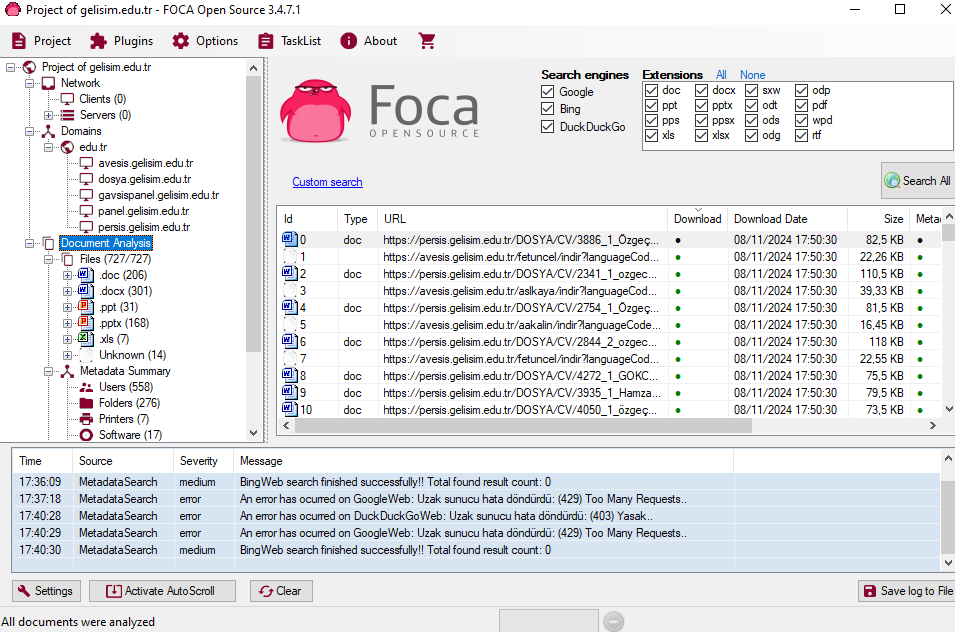 Project of gelisim.edu.tr - FOCA Open Source 3.4.7.1
Project Plugins Options TaskList About
Project of gelisim.edu.tr
Network
Clients (0)
Servers (0)
Domains
edu.tr
avesis.gelisim.edu.tr
dosya.gelisim.edu.tr
gavsispanel.gelisim.edu.tr
panel.gelisim.edu.tr
persis.gelisim.edu.tr
Document Analysis
Files (727/727)
.doc (206)
.docx (301)
.ppt (31)
.pptx (168)
.xls (7)
Unknown (14)
Metadata Summary
Users (558)
Folders (276)
Printers (7)
Software (17)
Foca
OPENSOURCE
Search engines
Google
Bing
DuckDuckGo
Extensions All None
doc docx sxw odp
ppt pptx odt pdf
pps ppsx ods wpd
xls xlsx odg rtf
Custom search
Search All
Id Type URL Download Download Date Size Metac
0 doc https://persis.gelisim.edu.tr/DOSYA/CV/3886_1_Özgeç... 08/11/2024 17:50:30 82,5 KB
1 https://avesis.gelisim.edu.tr/fetuncel/indir?languageCod... 08/11/2024 17:50:30 22,26 KB
2 doc https://persis.gelisim.edu.tr/DOSYA/CV/2341_1_ozgec... 08/11/2024 17:50:30 110,5 KB
3 https://avesis.gelisim.edu.tr/aslkaya/indir?languageCod... 08/11/2024 17:50:30 39,33 KB
4 doc https://persis.gelisim.edu.tr/DOSYA/CV/2754_1_Özgeç... 08/11/2024 17:50:30 81,5 KB
5 https://avesis.gelisim.edu.tr/aakalin/indir?languageCode... 08/11/2024 17:50:30 16,45 KB
6 doc https://persis.gelisim.edu.tr/DOSYA/CV/2844_2_ozgec... 08/11/2024 17:50:30 118 KB
7 https://avesis.gelisim.edu.tr/fetuncel/indir?languageCod... 08/11/2024 17:50:30 22,55 KB
8 doc https://persis.gelisim.edu.tr/DOSYA/CV/4272_1_GOKC... 08/11/2024 17:50:30 75,5 KB
9 doc https://persis.gelisim.edu.tr/DOSYA/CV/3935_1_Hamza... 08/11/2024 17:50:30 79,5 KB
10 doc https://persis.gelisim.edu.tr/DOSYA/CV/4050_1_özgeç... 08/11/2024 17:50:30 73,5 KB
Time Source Severity Message
17:36:09 MetadataSearch medium BingWeb search finished successfully!! Total found result count: 0
17:37:18 MetadataSearch error An error has ocurred on GoogleWeb: Uzak sunucu hata döndürdü: (429) Too Many Requests..
17:40:28 MetadataSearch error An error has ocurred on DuckDuckGoWeb: Uzak sunucu hata döndürdü: (403) Yasak..
17:40:29 MetadataSearch error An error has ocurred on GoogleWeb: Uzak sunucu hata döndürdü: (429) Too Many Requests..
17:40:30 MetadataSearch medium BingWeb search finished successfully!! Total found result count: 0
Settings Activate AutoScroll Clear Save log to File
All documents were analyzed